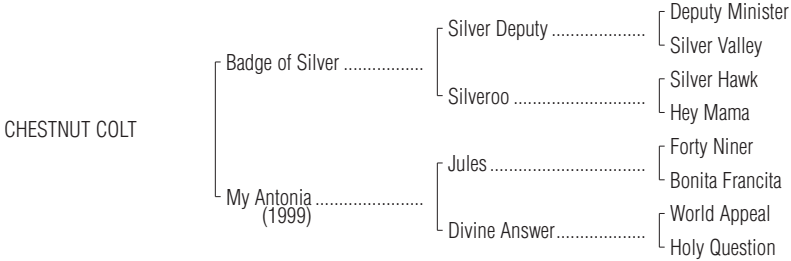 Deputy Minister
Silver Deputy ....................
Silver Valley
Badge of Silver .................
Silver Hawk
Silveroo ............................
Hey Mama
CHESTNUT COLT
Forty Niner
Jules .................................
Bonita Francita
My Antonia .......................
(1999)
World Appeal
Divine Answer...................
Holy Question